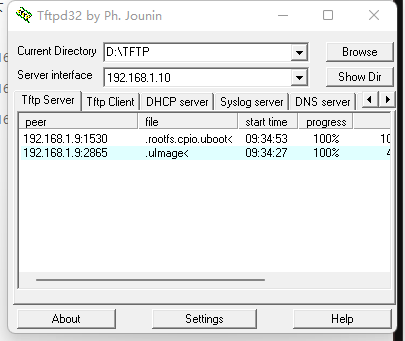 Tftpd32 by Ph. Jounin
Current Directory D:\TFTP Browse
Server interface 192.168.1.10 Show Dir
Tftp Server Tftp Client DHCP server Syslog server DNS server
peer file start time progress
192.168.1.9:1530 .rootfs.cpio.uboot< 09:34:53 100% 10
192.168.1.9:2865 .uImage< 09:34:27 100% 4
About Settings Help